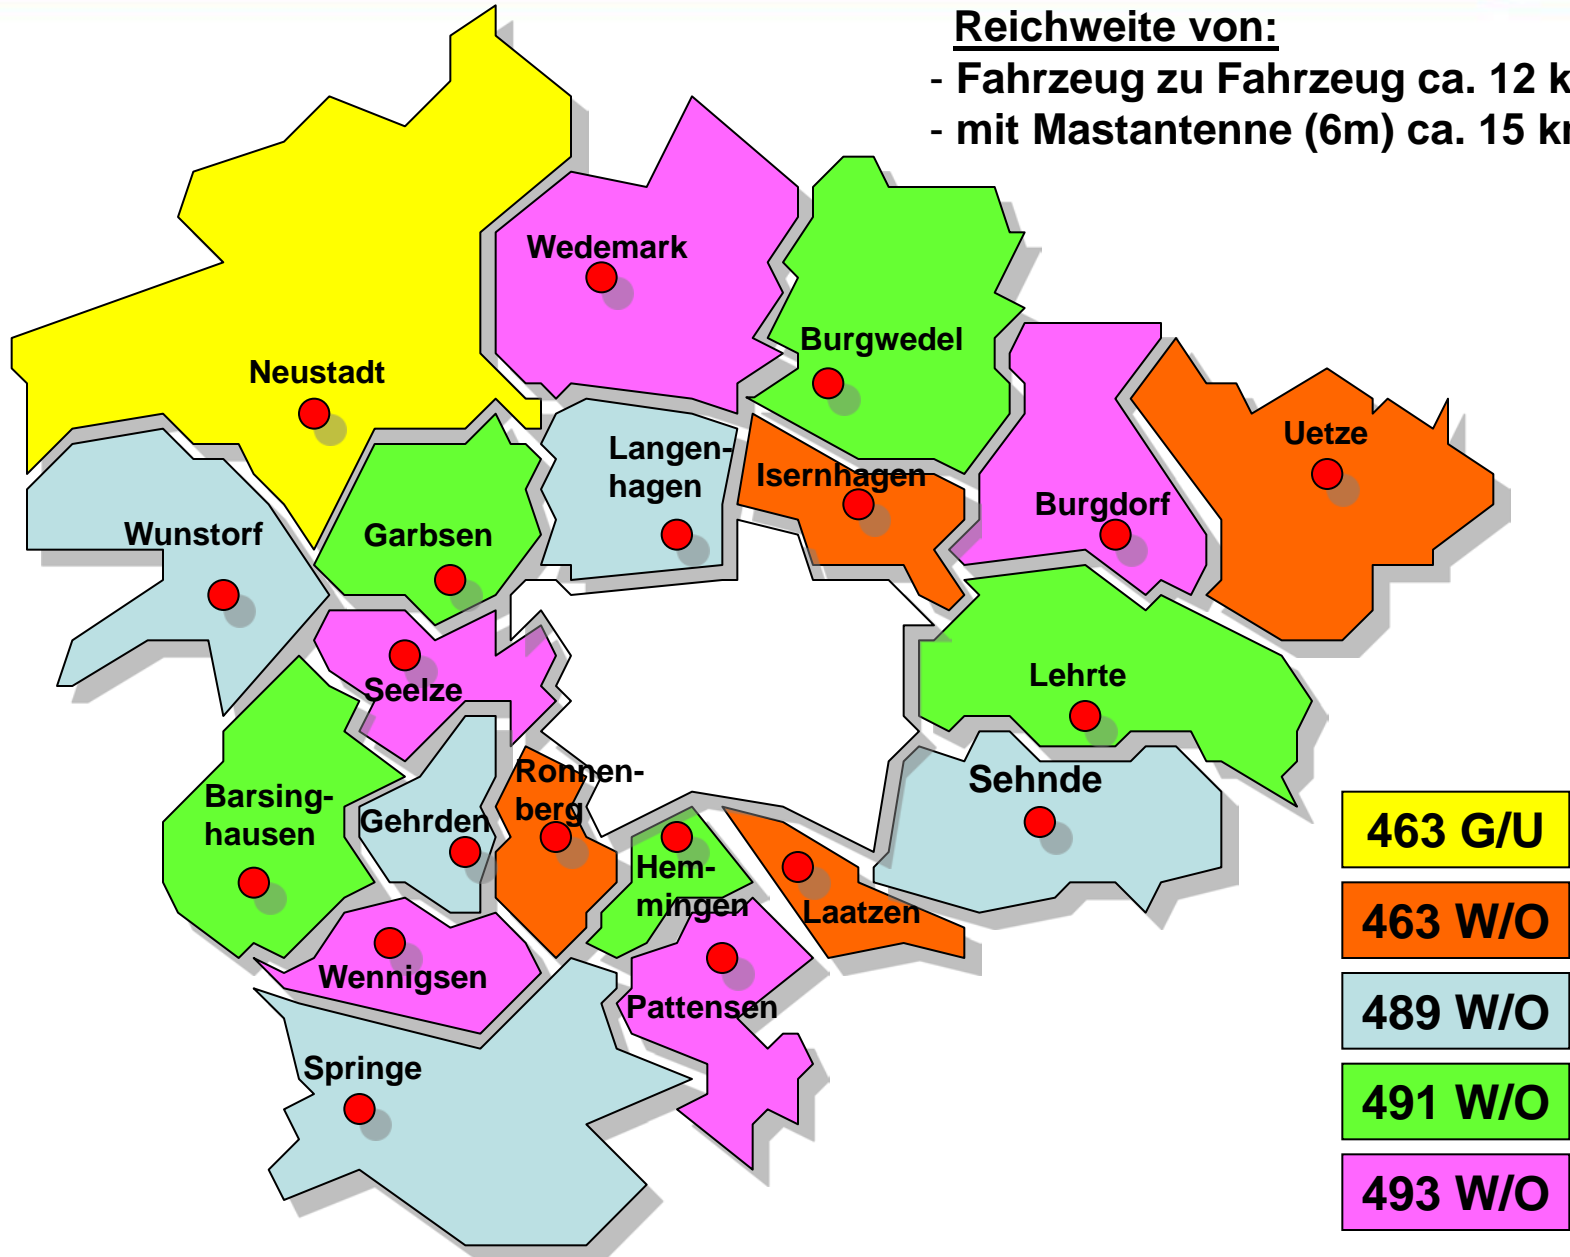 Reichweite von:
- Fahrzeug zu Fahrzeug ca. 12 k
- mit Mastantenne (6m) ca. 15 km
Wedemark
Burgwedel
Neustadt
Langen-
hagen
Isernhagen
Uetze
Burgdorf
Wunstorf
Garbsen
Seelze
Lehrte
Ronnen-
berg
Sehnde
Barsing-
hausen
Gehrden
Hem-
mingen
Laatzen
Wennigsen
Pattensen
Springe
463 G/U
463 W/O
489 W/O
491 W/O
493 W/O